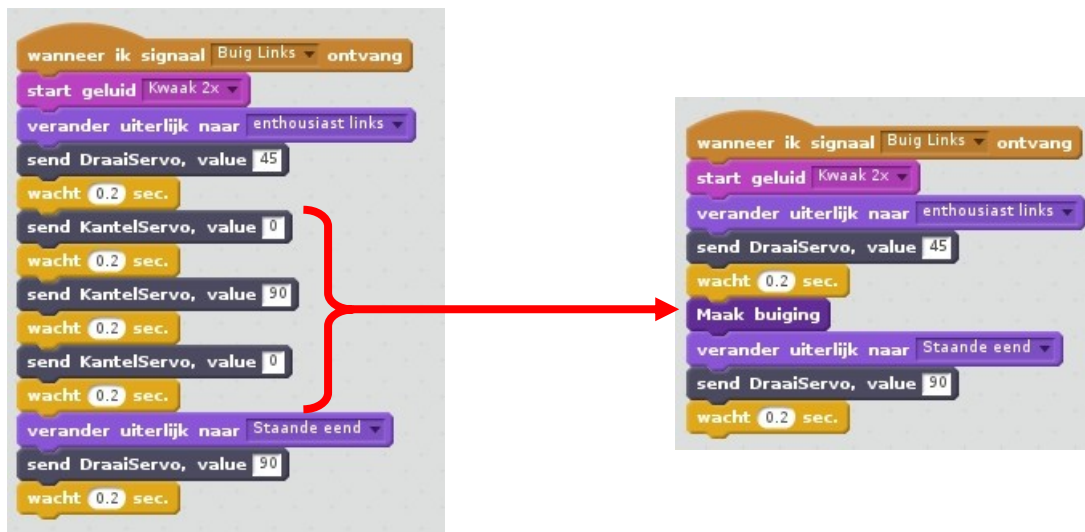 wanneer ik signaal Buig Links ontvang
start geluid Kwaak 2x
verander uiterlijk naar enthousiast links
send DraaiServo, value 45
wacht 0.2 sec.
send KantelServo, value 0
wacht 0.2 sec.
send KantelServo, value 90
wacht 0.2 sec.
send KantelServo, value 0
wacht 0.2 sec.
verander uiterlijk naar Staande eend
send DraaiServo, value 90
wacht 0.2 sec.
wanneer ik signaal Buig Links ontvang
start geluid Kwaak 2x
verander uiterlijk naar enthousiast links
send DraaiServo, value 45
wacht 0.2 sec.
Maak buiging
verander uiterlijk naar Staande eend
send DraaiServo, value 90
wacht 0.2 sec.